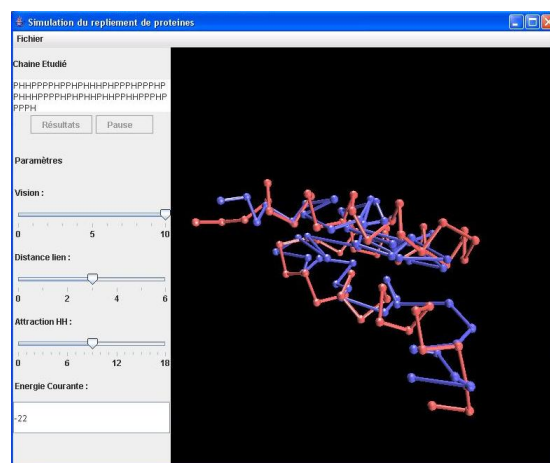 Simulation du repliement de proteines
Fichier
Chaine Etudié
PHHPPPPHPPHPHHHPHPPPHPPPHP
PHHHPPPPHPHPHHPHHPPHHPPPHP
PPPH
Résultats Pause
Paramètres
Vision :
0 5 10
Distance lien :
0 2 4 6
Attraction HH :
0 6 12 18
Energie Courante :
-22